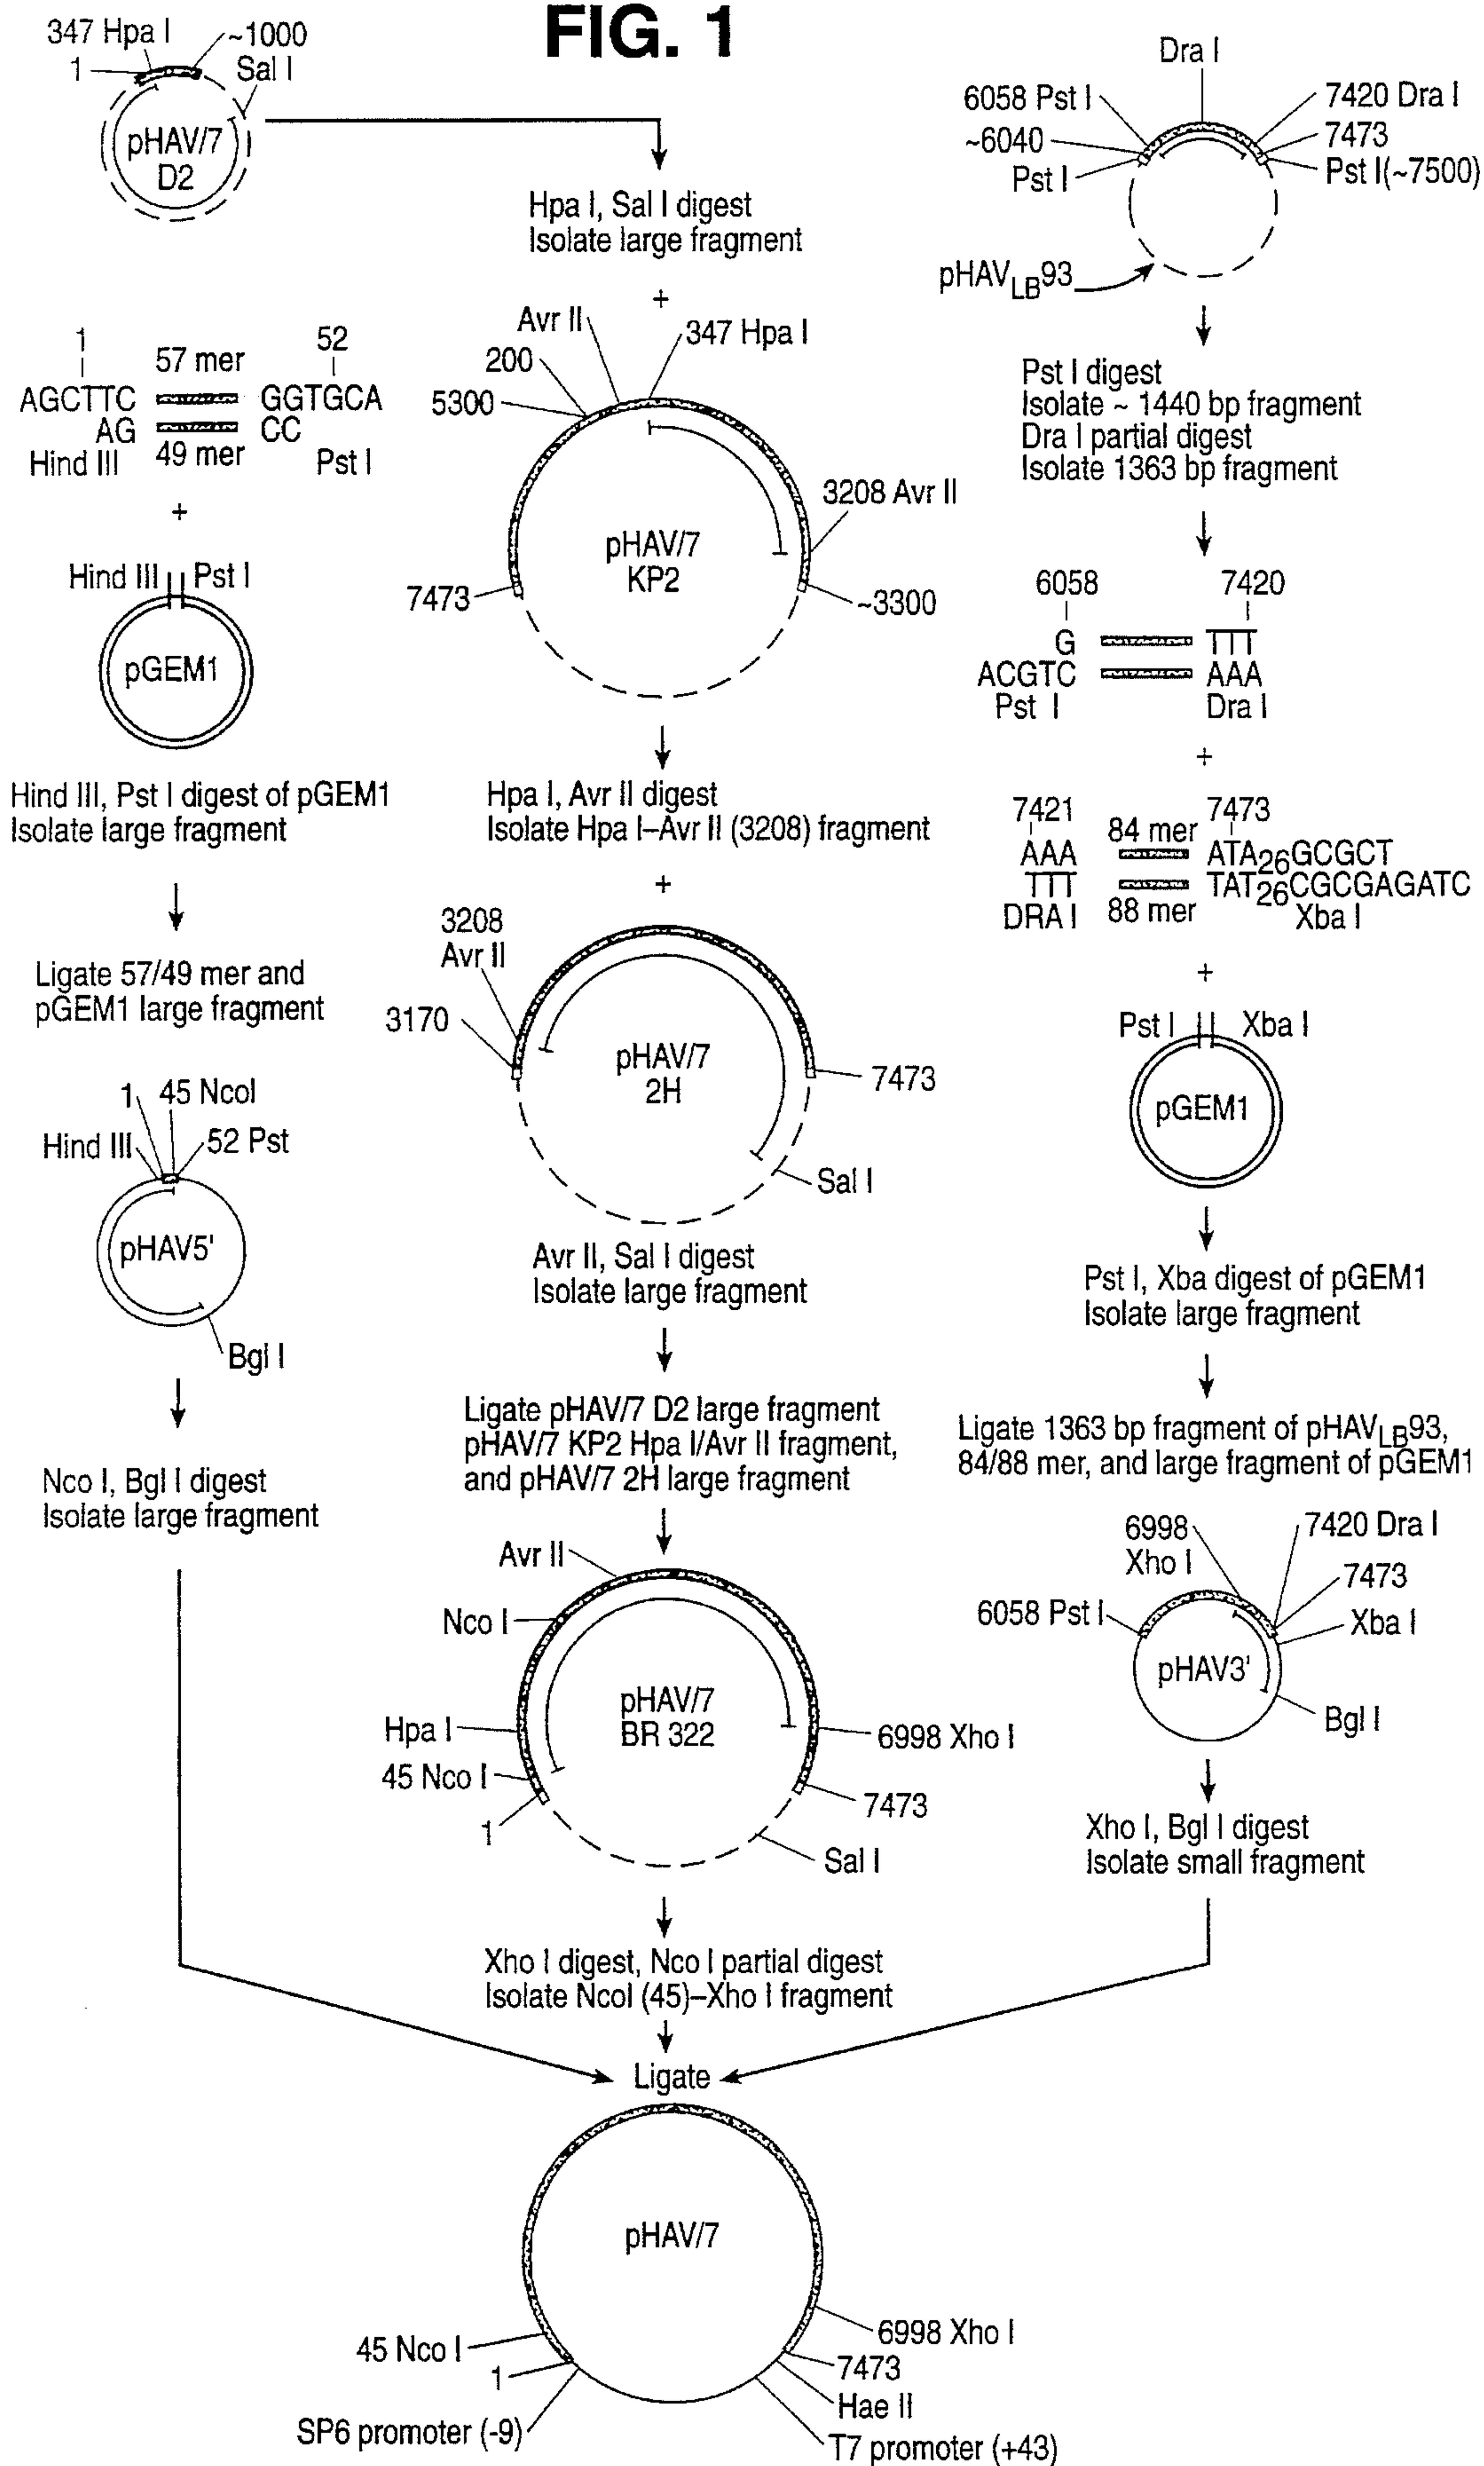 FIG. 1
347 Hpa I
~1000
1
Sal I
pHAV/7
D2
Hpa I, Sal I digest
Isolate large fragment
+
1
52
57 mer
AGCTTC
GGTGCA
AG
CC
49 mer
Hind III
Pst I
+
Hind III
Pst I
pGEM1
Hind III, Pst I digest of pGEM1
Isolate large fragment
Ligate 57/49 mer and
pGEM1 large fragment
1
45 NcoI
Hind III
52 Pst
pHAV5'
Bgl I
Nco I, Bgl I digest
Isolate large fragment
Avr II
347 Hpa I
200
5300
3208 Avr II
pHAV/7
KP2
7473
~3300
Hpa I, Avr II digest
Isolate Hpa I–Avr II (3208) fragment
+
3208
Avr II
3170
pHAV/7
2H
7473
Sal I
Avr II, Sal I digest
Isolate large fragment
Ligate pHAV/7 D2 large fragment
pHAV/7 KP2 Hpa I/Avr II fragment,
and pHAV/7 2H large fragment
Avr II
Nco I
pHAV/7
BR 322
Hpa I
6998 Xho I
45 Nco I
7473
1
Sal I
Xho I digest, Nco I partial digest
Isolate NcoI (45)–Xho I fragment
Dra I
6058 Pst I
7420 Dra I
~6040
7473
Pst I
Pst I(~7500)
pHAVLB93
Pst I digest
Isolate ~ 1440 bp fragment
Dra I partial digest
Isolate 1363 bp fragment
6058
7420
G
TTT
ACGTC
AAA
Pst I
Dra I
+
7421
7473
84 mer
AAA
ATA26GCGCT
TTT
TAT26CGCGAGATC
DRA I
88 mer
Xba I
+
Pst I
Xba I
pGEM1
Pst I, Xba digest of pGEM1
Isolate large fragment
Ligate 1363 bp fragment of pHAVLB93,
84/88 mer, and large fragment of pGEM1
6998
Xho I
7420 Dra I
7473
6058 Pst I
Xba I
pHAV3'
Bgl I
Xho I, Bgl I digest
Isolate small fragment
Ligate
pHAV/7
6998 Xho I
45 Nco I
7473
1
Hae II
SP6 promoter (-9)
T7 promoter (+43)